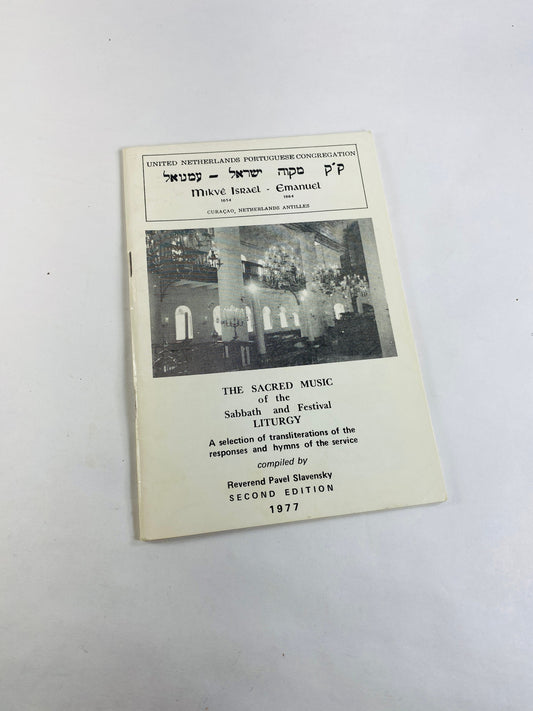 UNITED NETHERLANDS PORTUGUESE CONGREGATION
ק״ק מקוה ישראל – עמנואל
Mikvé Israel - Emanuel
1654 1864
CURAÇAO, NETHERLANDS ANTILLES
THE SACRED MUSIC
of the
Sabbath and Festival
LITURGY
A selection of transliterations of the
responses and hymns of the service
compiled by
Reverend Pavel Slavensky
SECOND EDITION
1977